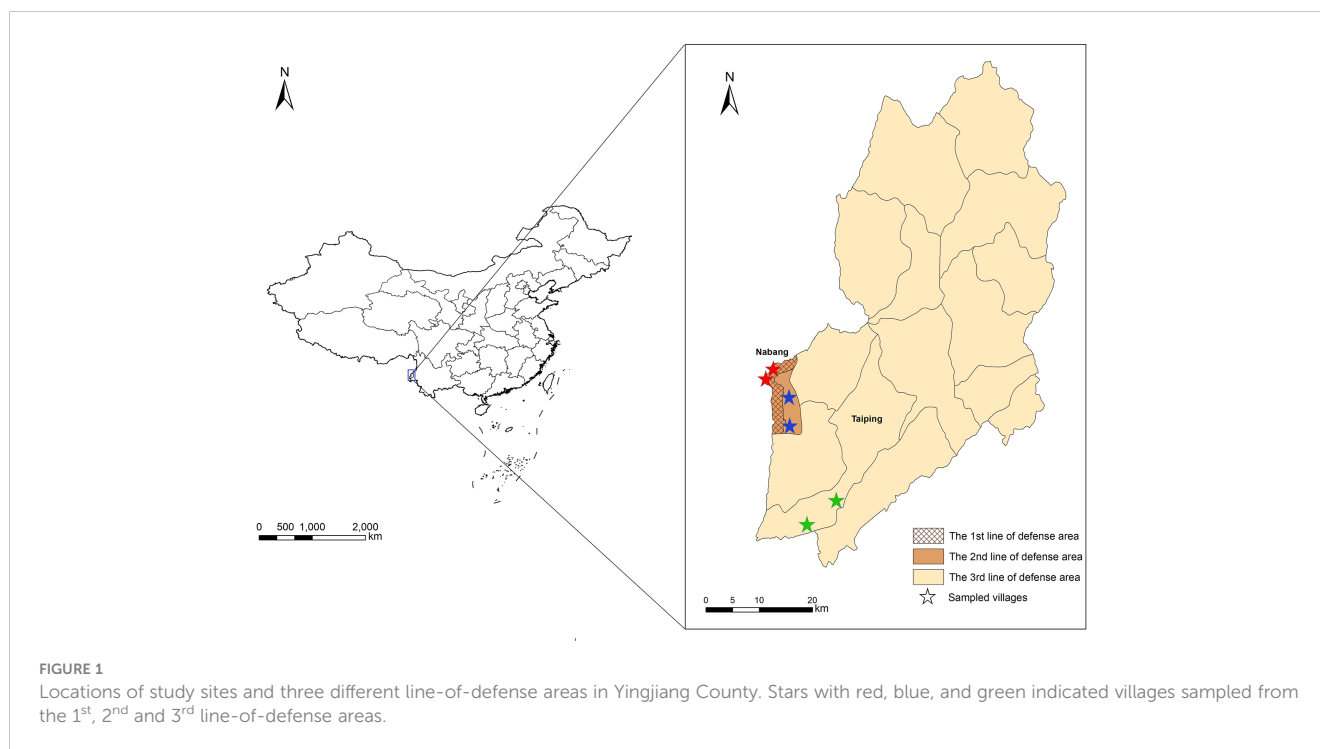 N
N
Nabang
Taiping
0 500 1,000 2,000
km
The 1st line of defense area
The 2nd line of defense area
The 3rd line of defense area
Sampled villages
0 5 10 20
km
FIGURE 1
Locations of study sites and three different line-of-defense areas in Yingjiang County. Stars with red, blue, and green indicated villages sampled from
the 1st, 2nd and 3rd line-of-defense areas.